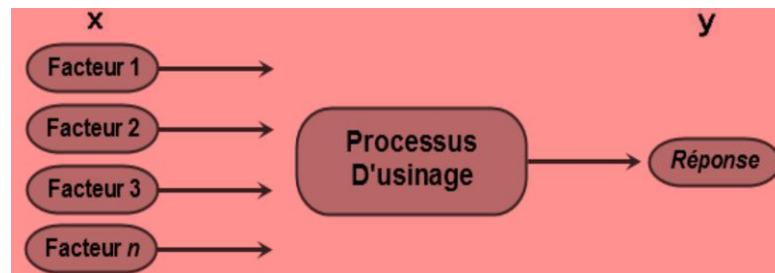 x
y
Facteur 1
Facteur 2
Facteur 3
Facteur n
Processus
D'usinage
Réponse